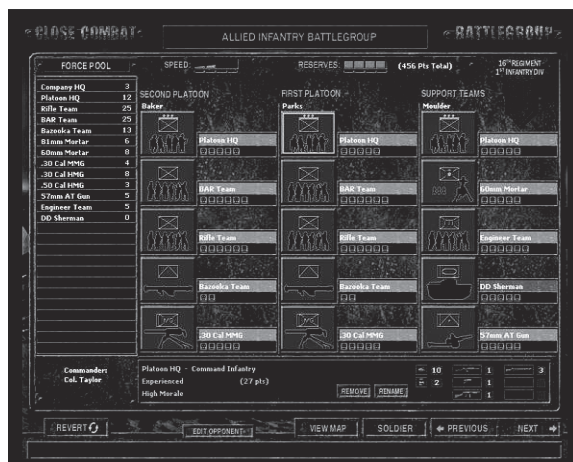 CLOSE COMBAT
ALLIED INFANTRY BATTLEGROUP
BATTLEGROUP
FORCE POOL
SPEED:
RESERVES:
(456 Pts Total)
16TH REGIMENT
1ST INFANTRY DIV
Company HQ 3
Platoon HQ 12
Rifle Team 25
BAR Team 25
Bazooka Team 13
81mm Mortar 6
60mm Mortar 8
.30 Cal MMG 4
.30 Cal HMG 8
.50 Cal HMG 3
57mm AT Gun 5
Engineer Team 5
DD Sherman 0
SECOND PLATOON
Baker
Platoon HQ
BAR Team
Rifle Team
Bazooka Team
MG
.30 Cal MMG
FIRST PLATOON
Parks
Platoon HQ
BAR Team
Rifle Team
Bazooka Team
MG
.30 Cal MMG
SUPPORT TEAMS
Moulder
Platoon HQ
60mm Mortar
Engineer Team
DD Sherman
57mm AT Gun
Commander:
Col. Taylor
Platoon HQ - Command Infantry
Experienced (27 pts)
High Morale
REMOVE
RENAME
10 1 3
2 1
1
REVERT
EDIT OPPONENT
VIEW MAP
SOLDIER
PREVIOUS
NEXT